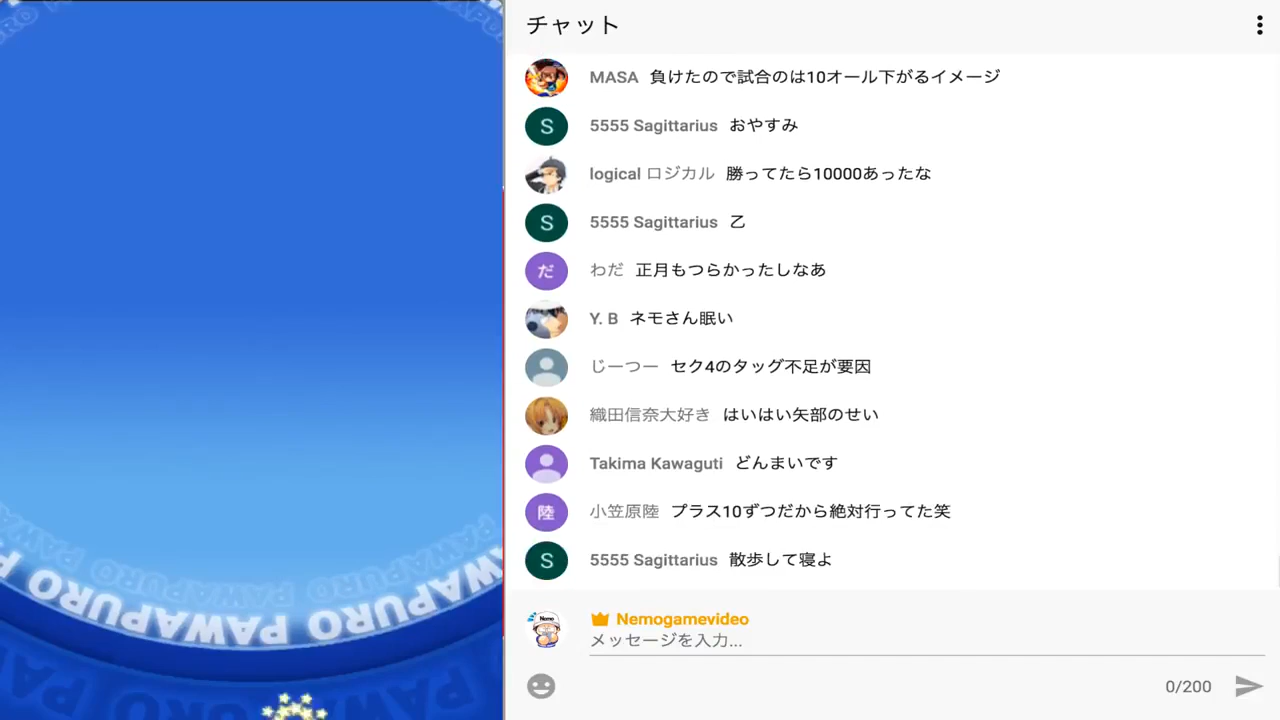 チャット
MASA 負けたので試合のは10オール下がるイメージ
S 5555 Sagittarius おやすみ
logical ロジカル 勝ってたら10000あったな
S 5555 Sagittarius 乙
だ わだ 正月もつらかったしなあ
Y. B ネモさん眠い
じーつー セク4のタッグ不足が要因
織田信奈大好き はいはい矢部のせい
Takima Kawaguti どんまいです
陸 小笠原陸 プラス10ずつだから絶対行ってた笑
S 5555 Sagittarius 散歩して寝よ
Nemo Nemogamevideo
メッセージを入力...
0/200
PAWAPURO PAWAPURO PAWAPURO